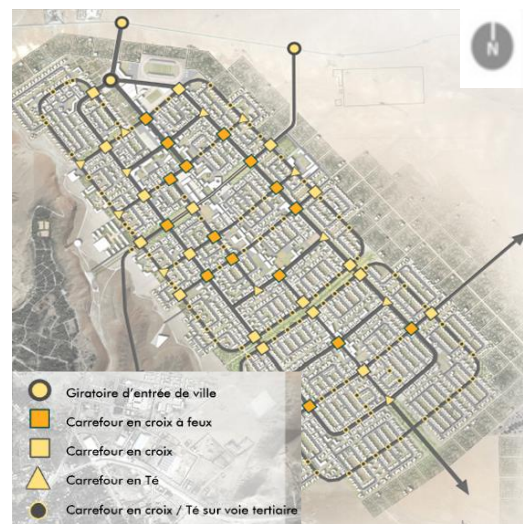 N
Giratoire d'entrée de ville
Carrefour en croix à feux
Carrefour en croix
Carrefour en Té
Carrefour en croix / Té sur voie tertiaire